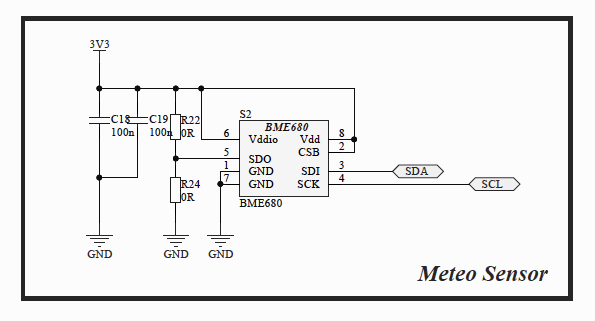 3V3
S2
BME680
C18
100n
C19
100n
R22
0R
6
Vddio
Vdd
8
CSB
2
5
SDO
1
GND
SDI
3
SDA
7
GND
SCK
4
SCL
R24
0R
BME680
GND
GND
GND
Meteo Sensor